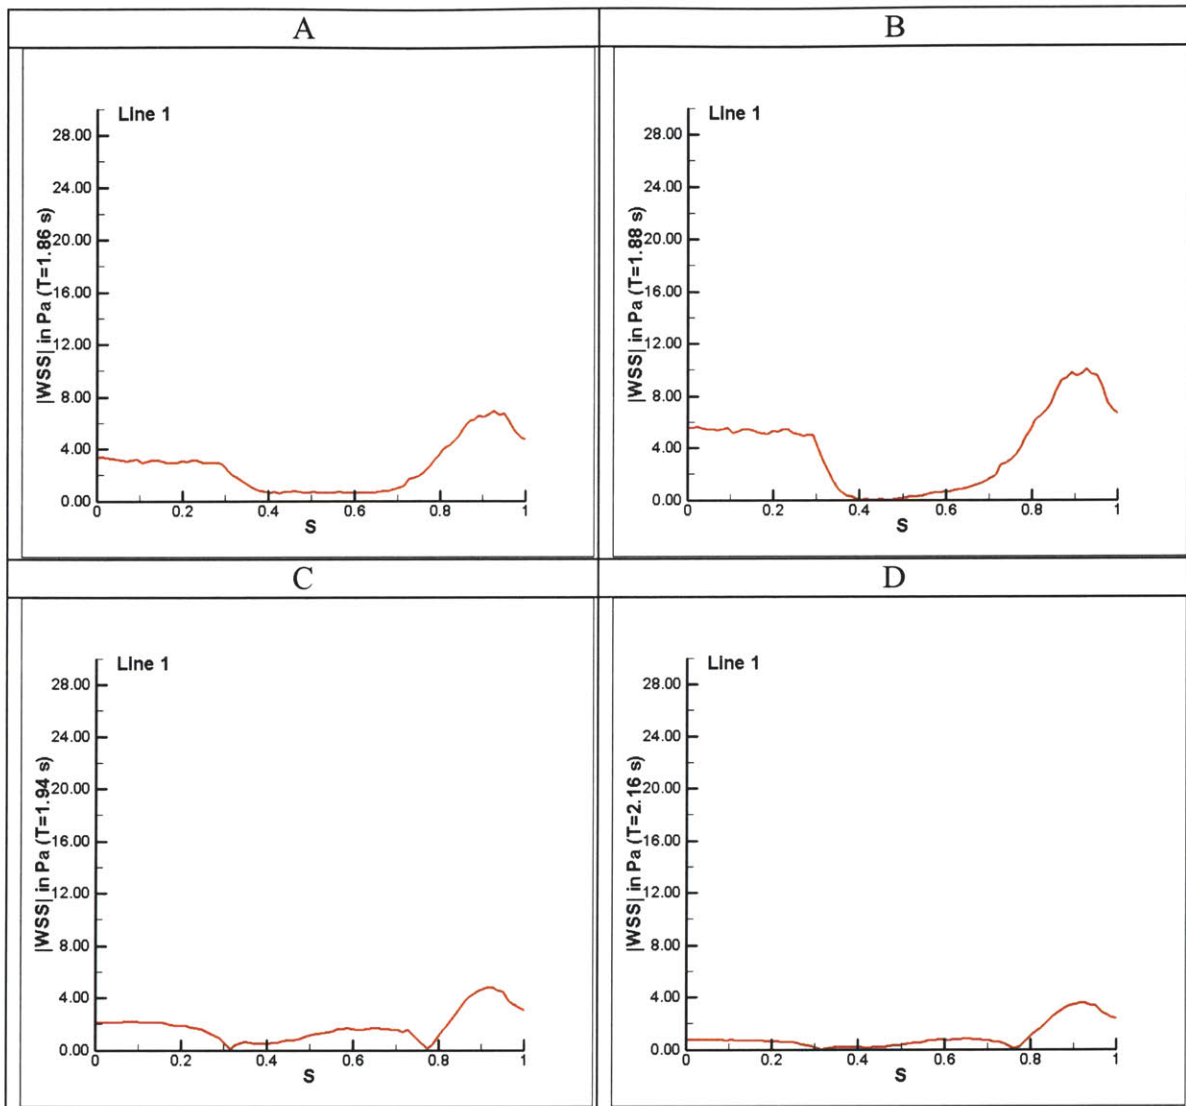 A
Line 1
|WSS| in Pa (T=1.86 s)
28.00
24.00
20.00
16.00
12.00
8.00
4.00
0.00
0 0.2 0.4 0.6 0.8 1
S
B
Line 1
|WSS| in Pa (T=1.88 s)
28.00
24.00
20.00
16.00
12.00
8.00
4.00
0.00
0 0.2 0.4 0.6 0.8 1
S
C
Line 1
|WSS| in Pa (T=1.94 s)
28.00
24.00
20.00
16.00
12.00
8.00
4.00
0.00
0 0.2 0.4 0.6 0.8 1
S
D
Line 1
|WSS| in Pa (T=2.16 s)
28.00
24.00
20.00
16.00
12.00
8.00
4.00
0.00
0 0.2 0.4 0.6 0.8 1
S